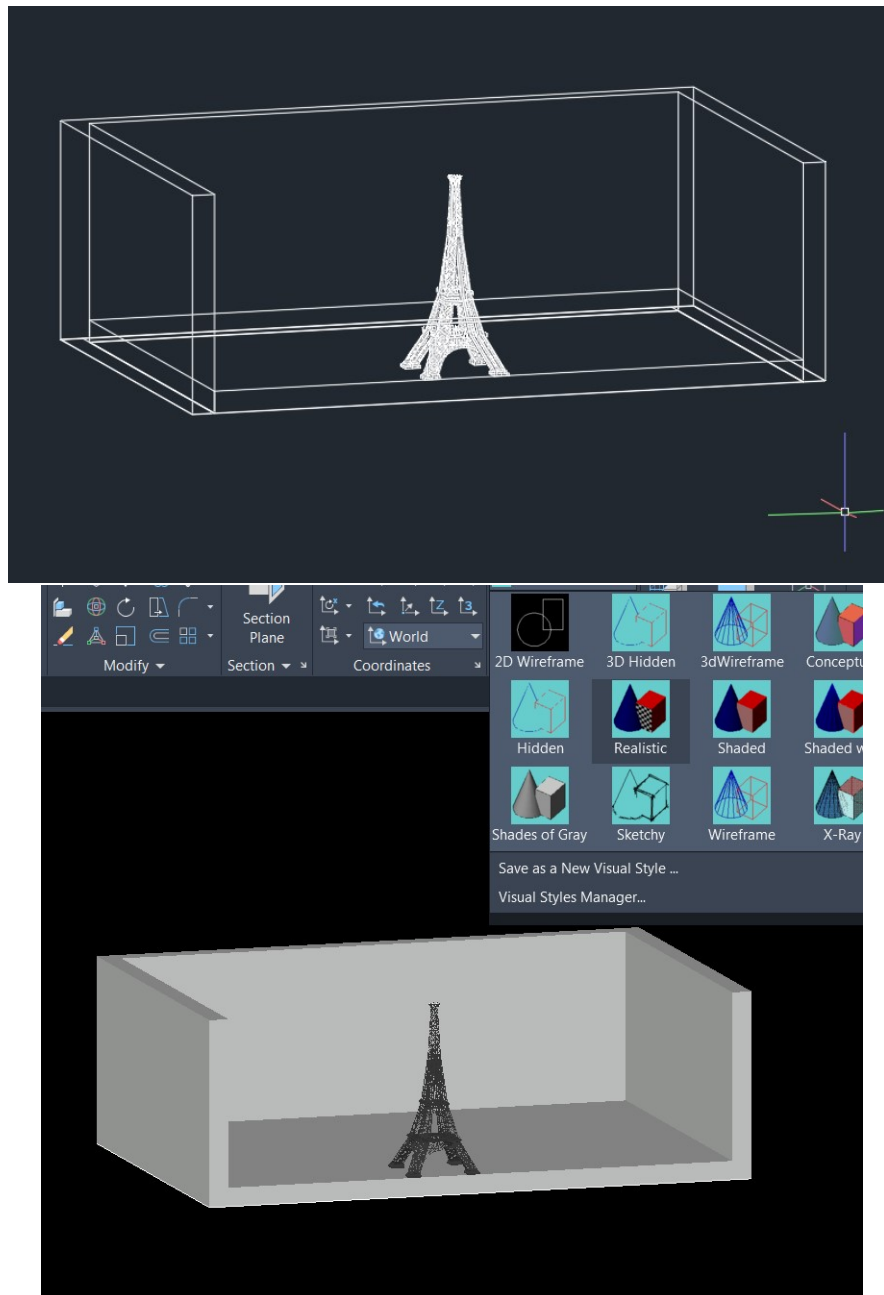 Section
Plane
World
Modify
Section
Coordinates
2D Wireframe
3D Hidden
3dWireframe
Conceptu
Hidden
Realistic
Shaded
Shaded w
Shades of Gray
Sketchy
Wireframe
X-Ray
Save as a New Visual Style ...
Visual Styles Manager...